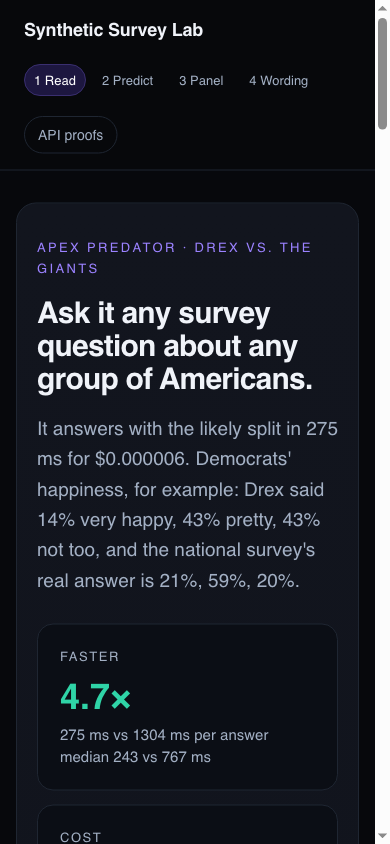 Synthetic Survey Lab
1 Read
2 Predict
3 Panel
4 Wording
API proofs
APEX PREDATOR · DREX VS. THE
GIANTS
Ask it any survey
question about any
group of Americans.
It answers with the likely split in 275
ms for $0.000006. Democrats'
happiness, for example: Drex said
14% very happy, 43% pretty, 43%
not too, and the national survey's
real answer is 21%, 59%, 20%.
FASTER
4.7×
275 ms vs 1304 ms per answer
median 243 vs 767 ms
COST